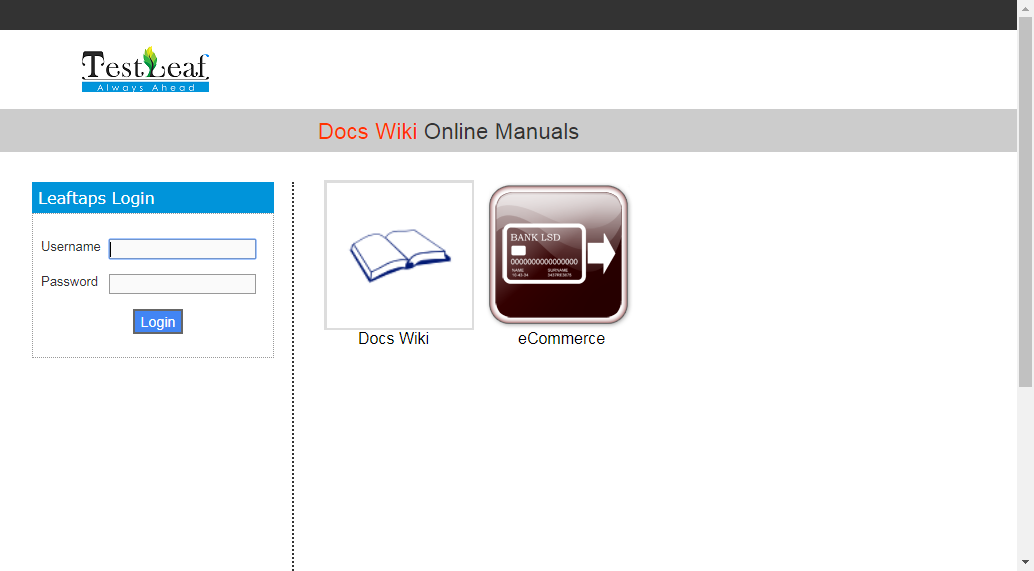 TestLeaf
Always Ahead
Docs Wiki Online Manuals
Leaftaps Login
Username
Password
Login
BANK LSD
0000000000000000
NAME SURNAME
Docs Wiki
eCommerce